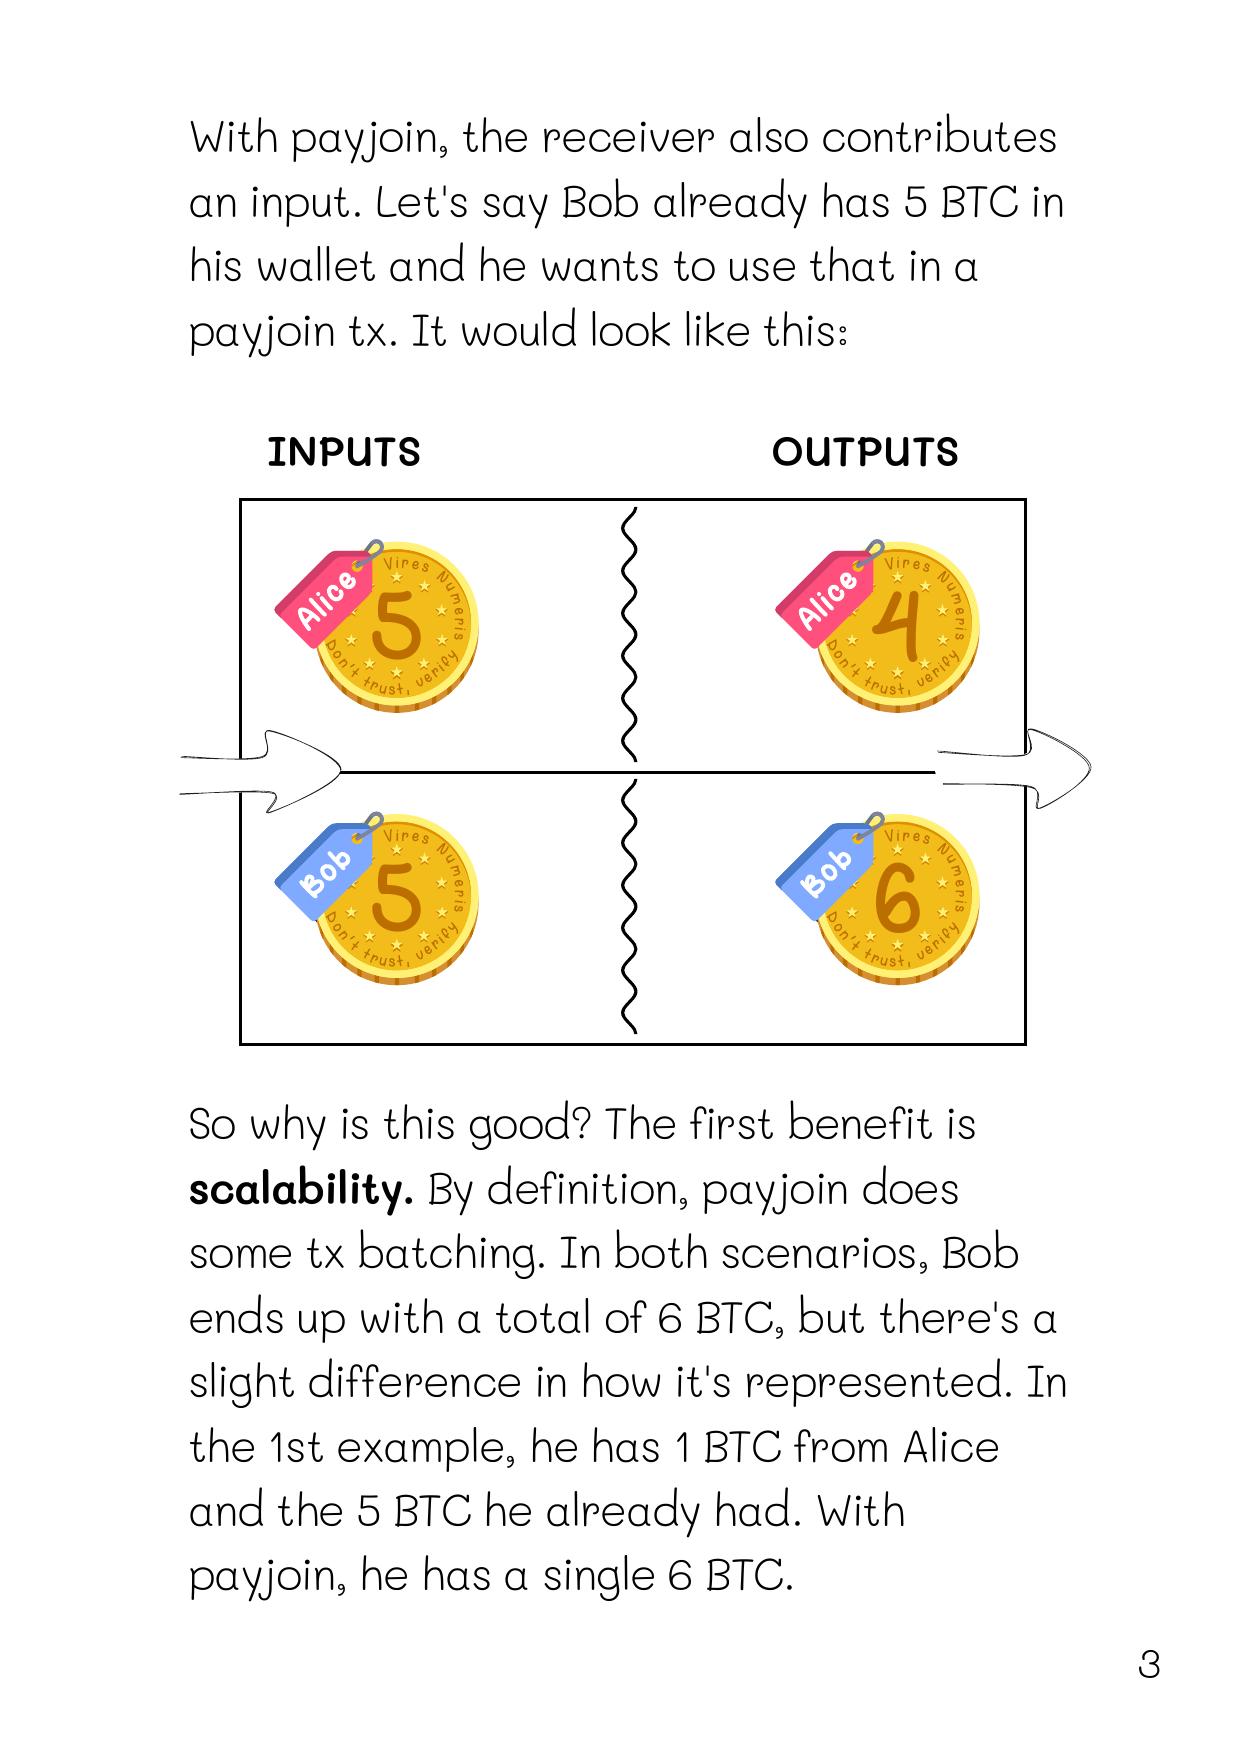 With payjoin, the receiver also contributes
an input. Let's say Bob already has 5 BTC in
his wallet and he wants to use that in a
payjoin tx. It would look like this:
INPUTS
OUTPUTS
Alice
Vires Numeris
5
Don't trust, verify
Alice
Vires Numeris
4
Don't trust, verify
Bob
Vires Numeris
5
Don't trust, verify
Bob
Vires Numeris
6
Don't trust, verify
So why is this good? The first benefit is
scalability. By definition, payjoin does
some tx batching. In both scenarios, Bob
ends up with a total of 6 BTC, but there's a
slight difference in how it's represented. In
the 1st example, he has 1 BTC from Alice
and the 5 BTC he already had. With
payjoin, he has a single 6 BTC.
3